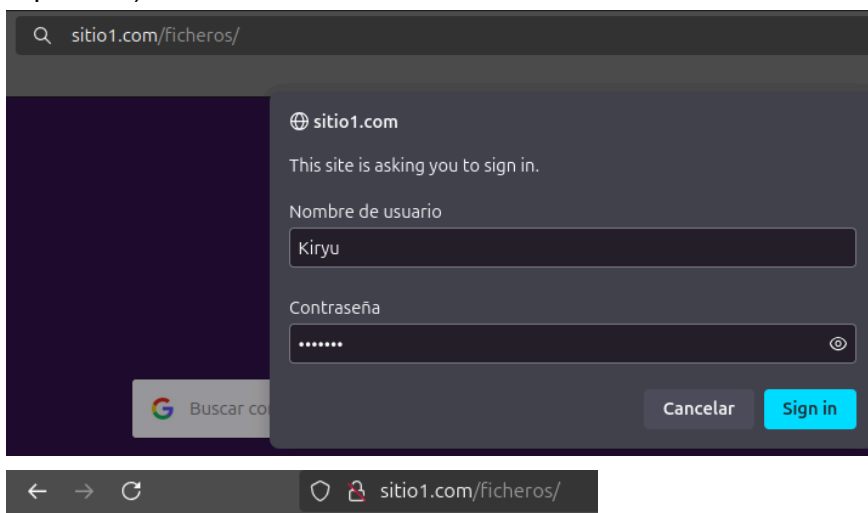 sitio1.com/ficheros/
sitio1.com
This site is asking you to sign in.
Nombre de usuario
Kiryu
Contraseña
•••••••
Cancelar
Sign in
G Buscar co
sitio1.com/ficheros/